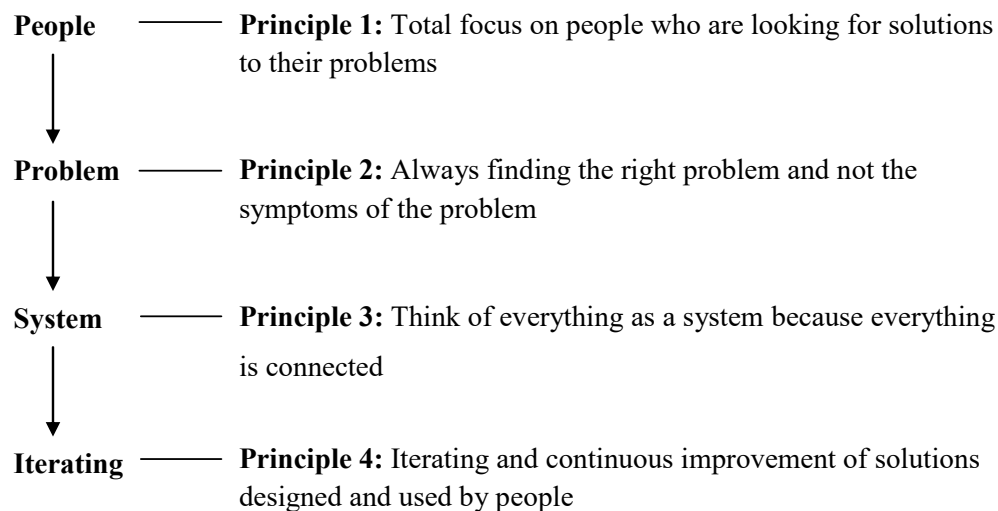 People Principle 1: Total focus on people who are looking for solutions
to their problems
Problem Principle 2: Always finding the right problem and not the
symptoms of the problem
System Principle 3: Think of everything as a system because everything
is connected
Iterating Principle 4: Iterating and continuous improvement of solutions
designed and used by people